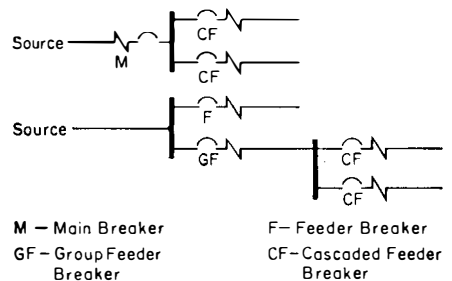 CF
Source
M
CF
F
Source
GF
CF
CF
M – Main Breaker
F– Feeder Breaker
GF– Group Feeder
Breaker
CF–Cascaded Feeder
Breaker